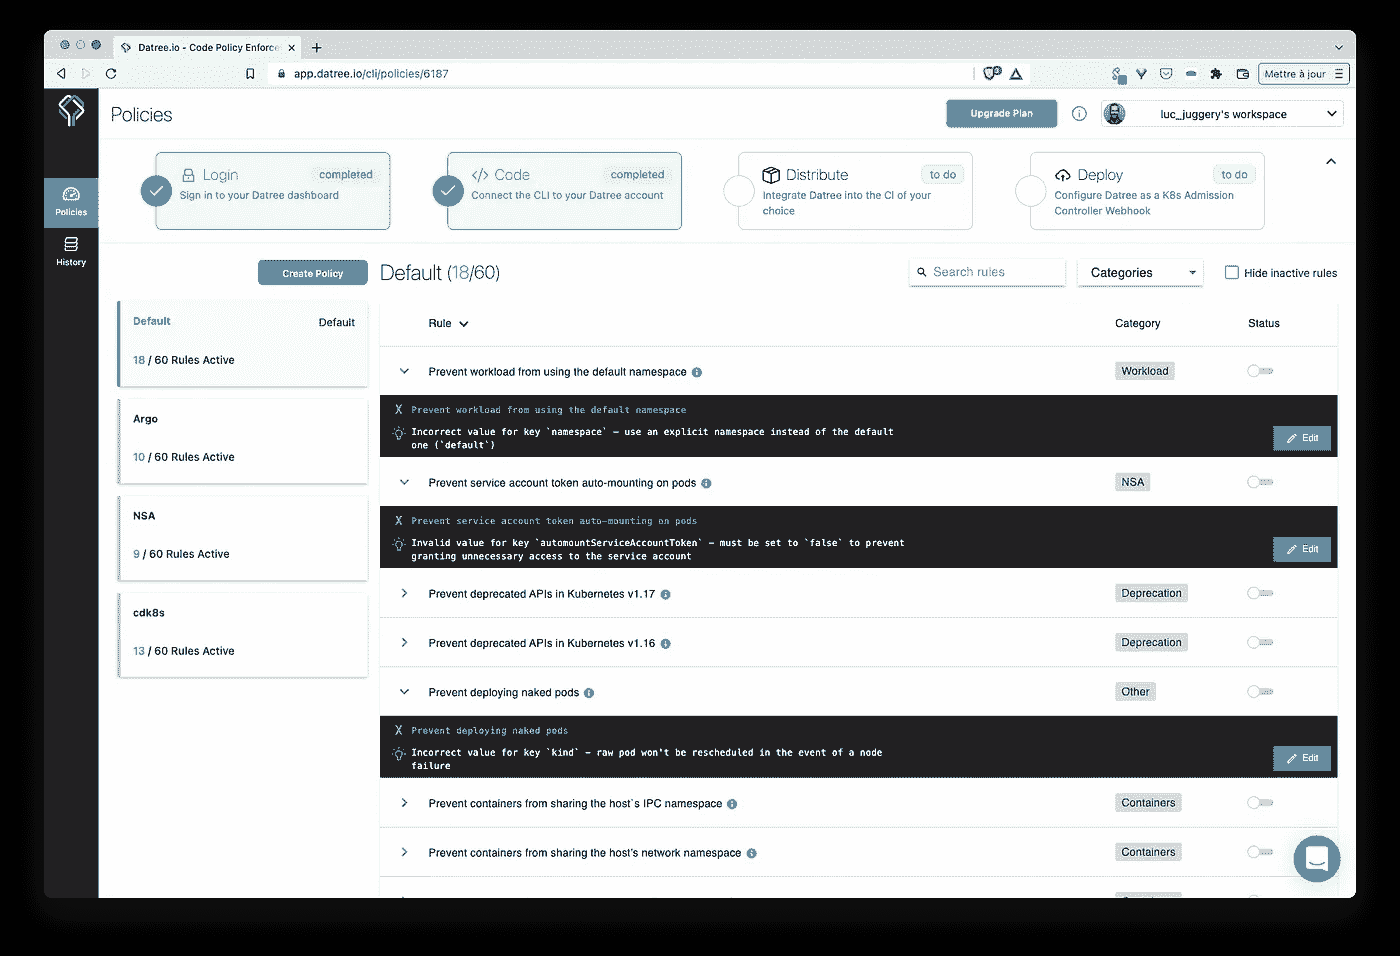 Datree.io - Code Policy Enforce
app.datree.io/cli/policies/6187
Mettre à jour
Policies
Upgrade Plan
luc_juggery's workspace
Login
completed
Sign in to your Datree dashboard
Code
completed
Connect the CLI to your Datree account
Distribute
to do
Integrate Datree into the CI of your
choice
Deploy
to do
Configure Datree as a K8s Admission
Controller Webhook
Policies
History
Create Policy
Default (18/60)
Search rules
Categories
Hide inactive rules
Default
Default
18 / 60 Rules Active
Argo
10 / 60 Rules Active
NSA
9 / 60 Rules Active
cdk8s
13 / 60 Rules Active
Rule
Category
Status
Prevent workload from using the default namespace
Workload
X Prevent workload from using the default namespace
Incorrect value for key `namespace` – use an explicit namespace instead of the default
one (`default`)
Edit
Prevent service account token auto-mounting on pods
NSA
X Prevent service account token auto-mounting on pods
Invalid value for key `automountServiceAccountToken` – must be set to `false` to prevent
granting unnecessary access to the service account
Edit
Prevent deprecated APIs in Kubernetes v1.17
Deprecation
Prevent deprecated APIs in Kubernetes v1.16
Deprecation
Prevent deploying naked pods
Other
X Prevent deploying naked pods
Incorrect value for key `kind` – raw pod won't be rescheduled in the event of a node
failure
Edit
Prevent containers from sharing the host`s IPC namespace
Containers
Prevent containers from sharing the host's network namespace
Containers